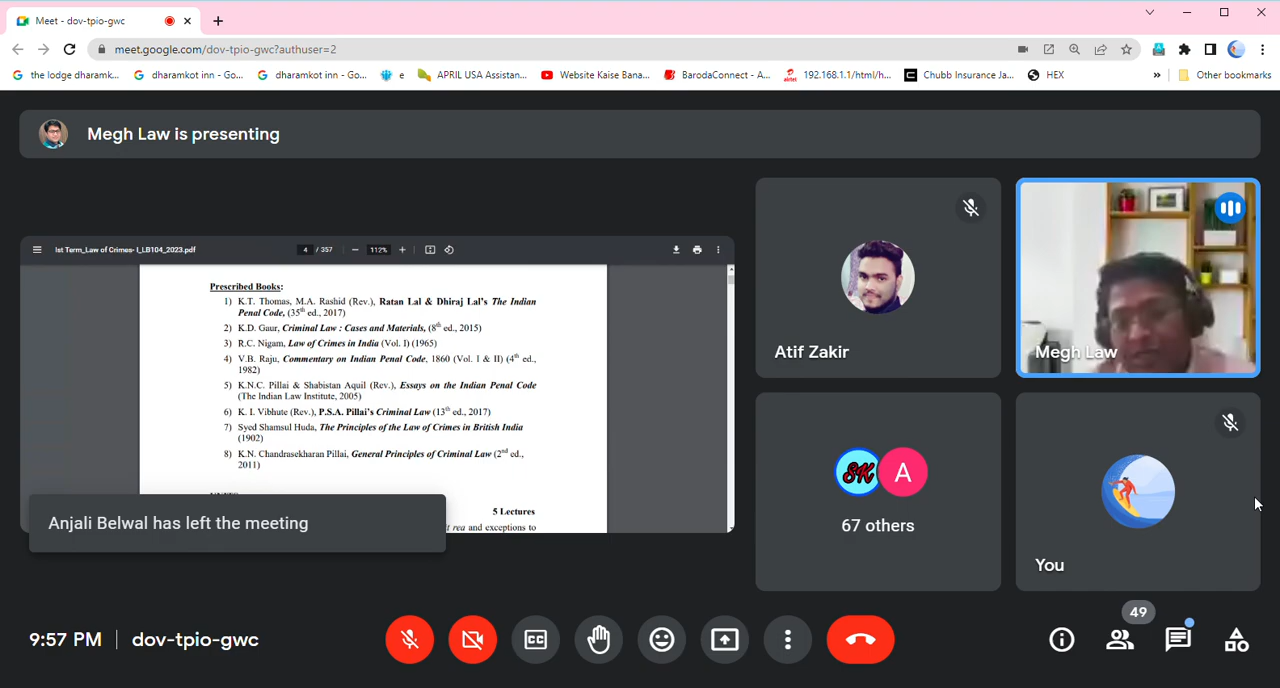 Meet - dov-tpio-gwc
meet.google.com/dov-tpio-gwc?authuser=2
the lodge dharamk...
dharamkot inn - Go...
dharamkot inn - Go...
e
APRIL USA Assistan...
Website Kaise Bana...
BarodaConnect - A...
airtel
192.168.1.1/html/h...
Chubb Insurance Ja...
HEX
»
Other bookmarks
Megh Law is presenting
Ist Term_Law of Crimes- I_LB104_2023.pdf
4 / 357
112%
Prescribed Books:
1) K.T. Thomas, M.A. Rashid (Rev.), Ratan Lal & Dhiraj Lal's The Indian
Penal Code, (35th ed., 2017)
2) K.D. Gaur, Criminal Law : Cases and Materials, (8th ed., 2015)
3) R.C. Nigam, Law of Crimes in India (Vol. I) (1965)
4) V.B. Raju, Commentary on Indian Penal Code, 1860 (Vol. I & II) (4th ed.,
1982)
5) K.N.C. Pillai & Shabistan Aquil (Rev.), Essays on the Indian Penal Code
(The Indian Law Institute, 2005)
6) K. I. Vibhute (Rev.), P.S.A. Pillai's Criminal Law (13th ed., 2017)
7) Syed Shamsul Huda, The Principles of the Law of Crimes in British India
(1902)
8) K.N. Chandrasekharan Pillai, General Principles of Criminal Law (2nd ed.,
2011)
5 Lectures
rea and exceptions to
Anjali Belwal has left the meeting
Atif Zakir
Megh Law
SK
A
67 others
You
9:57 PM
dov-tpio-gwc
CC
49